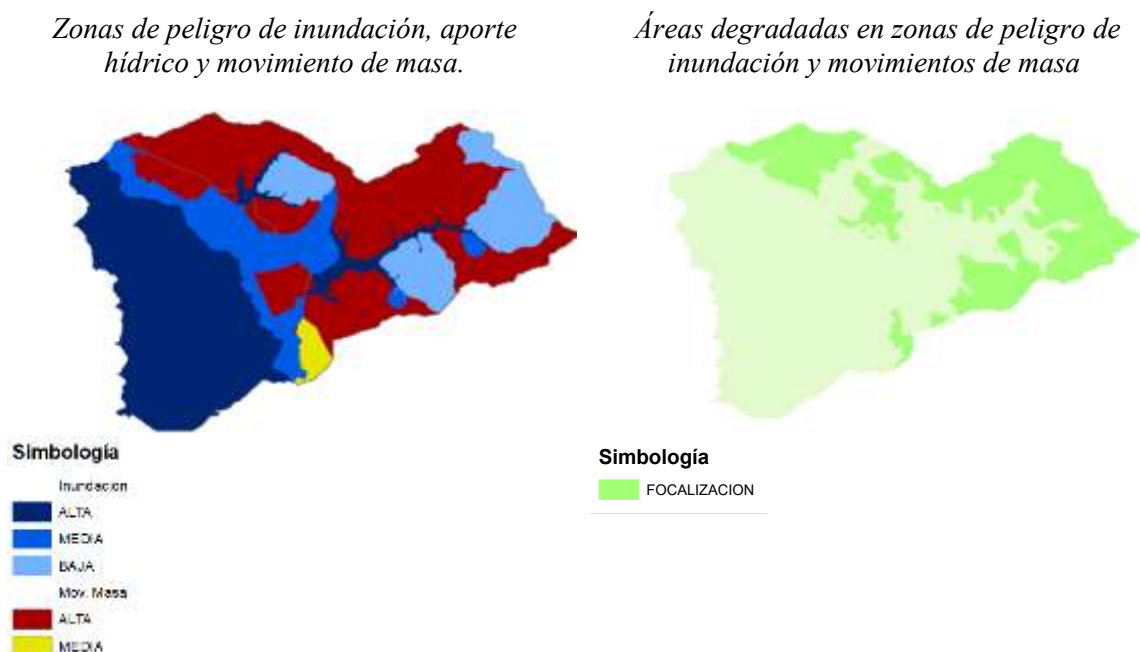 Zonas de peligro de inundación, aporte
hídrico y movimiento de masa.
Simbología
Inundacion
ALTA
MEDIA
BAJA
Mov. Masa
ALTA
MEDIA
Áreas degradadas en zonas de peligro de
inundación y movimientos de masa
Simbología
FOCALIZACION